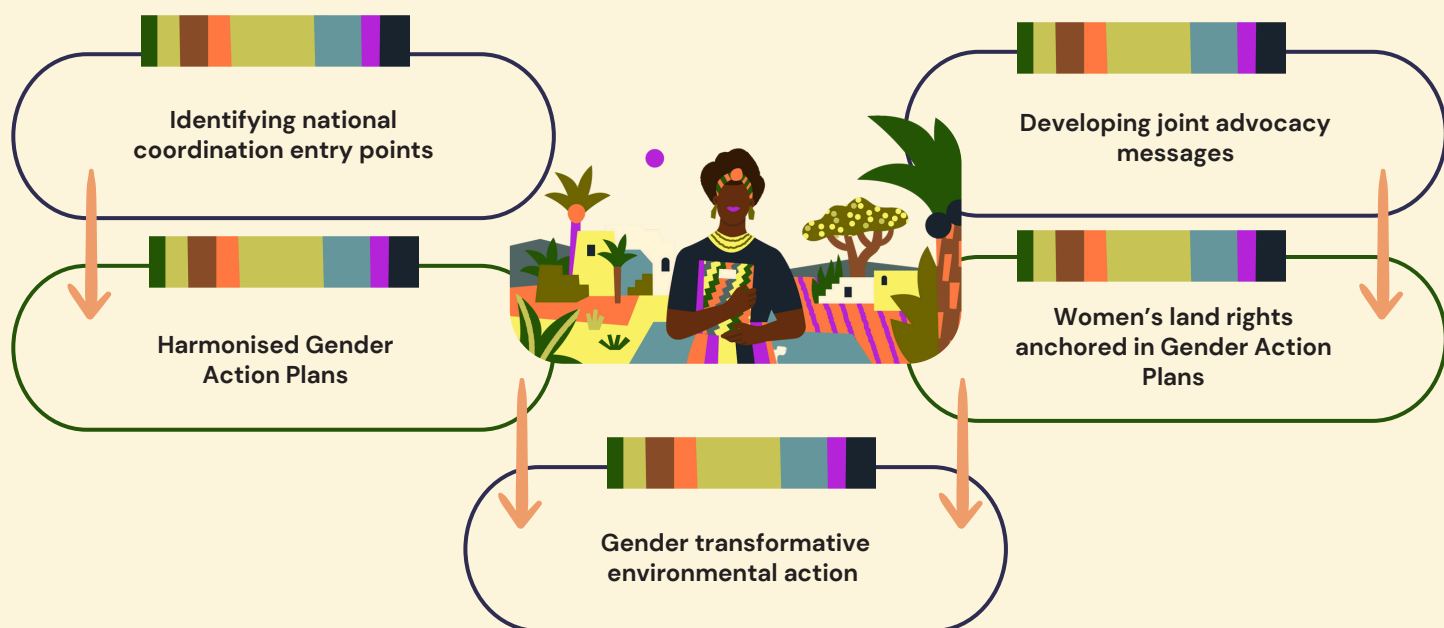 Identifying national
coordination entry points
Developing joint advocacy
messages
Harmonised Gender
Action Plans
Women’s land rights
anchored in Gender Action
Plans
Gender transformative
environmental action